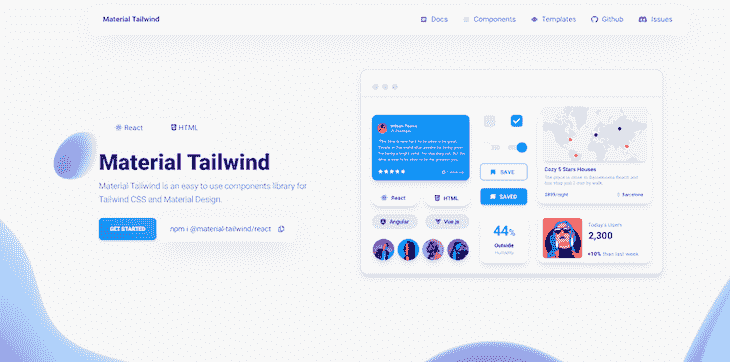 Material Tailwind
Docs
Components
Templates
Github
Issues
React
HTML
Material Tailwind
Material Tailwind is an easy to use components library for
Tailwind CSS and Material Design.
GET STARTED
npm i @material-tailwind/react
React
HTML
Angular
Vue.js
SAVE
SAVED
44%
Outside
Humidity
Cozy 5 Stars Houses
Barcelona
Today's Users
2,300
+10% than last week